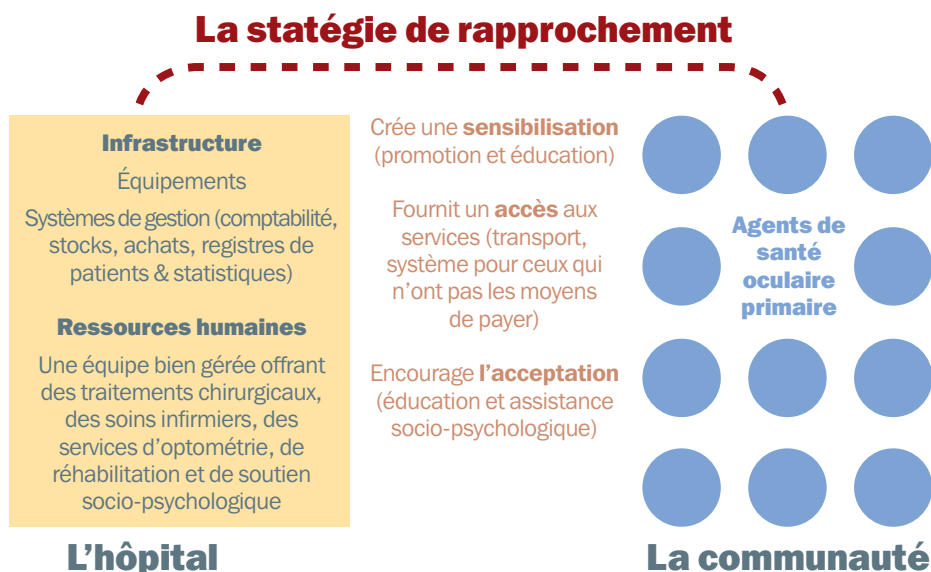 La statégie de rapprochement
Infrastructure
Équipements
Systèmes de gestion (comptabilité,
stocks, achats, registres de
patients & statistiques)
Ressources humaines
Une équipe bien gérée offrant
des traitements chirurgicaux,
des soins infirmiers, des
services d’optométrie, de
réhabilitation et de soutien
socio-psychologique
L’hôpital
Crée une sensibilisation
(promotion et éducation)
Fournit un accès aux
services (transport,
système pour ceux qui
n’ont pas les moyens
de payer)
Encourage l’acceptation
(éducation et assistance
socio-psychologique)
Agents de
santé
oculaire
primaire
La communauté